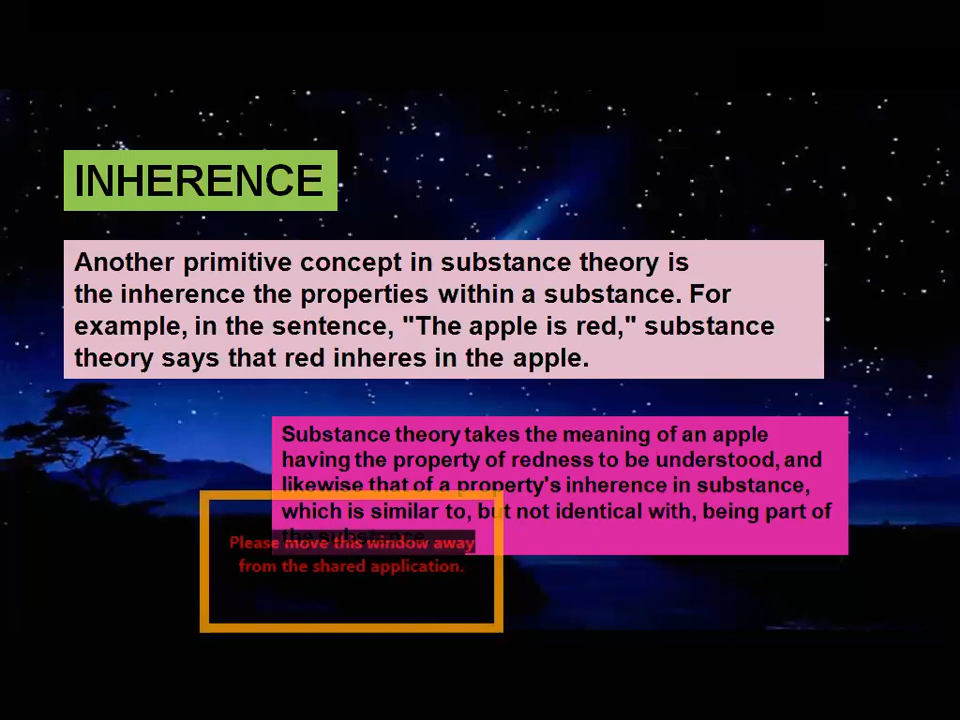 INHERENCE
Another primitive concept in substance theory is
the inherence the properties within a substance. For
example, in the sentence, "The apple is red," substance
theory says that red inheres in the apple.
Substance theory takes the meaning of an apple
having the property of redness to be understood, and
likewise that of a property's inherence in substance,
which is similar to, but not identical with, being part of
the substance.
Please move this window away
from the shared application.